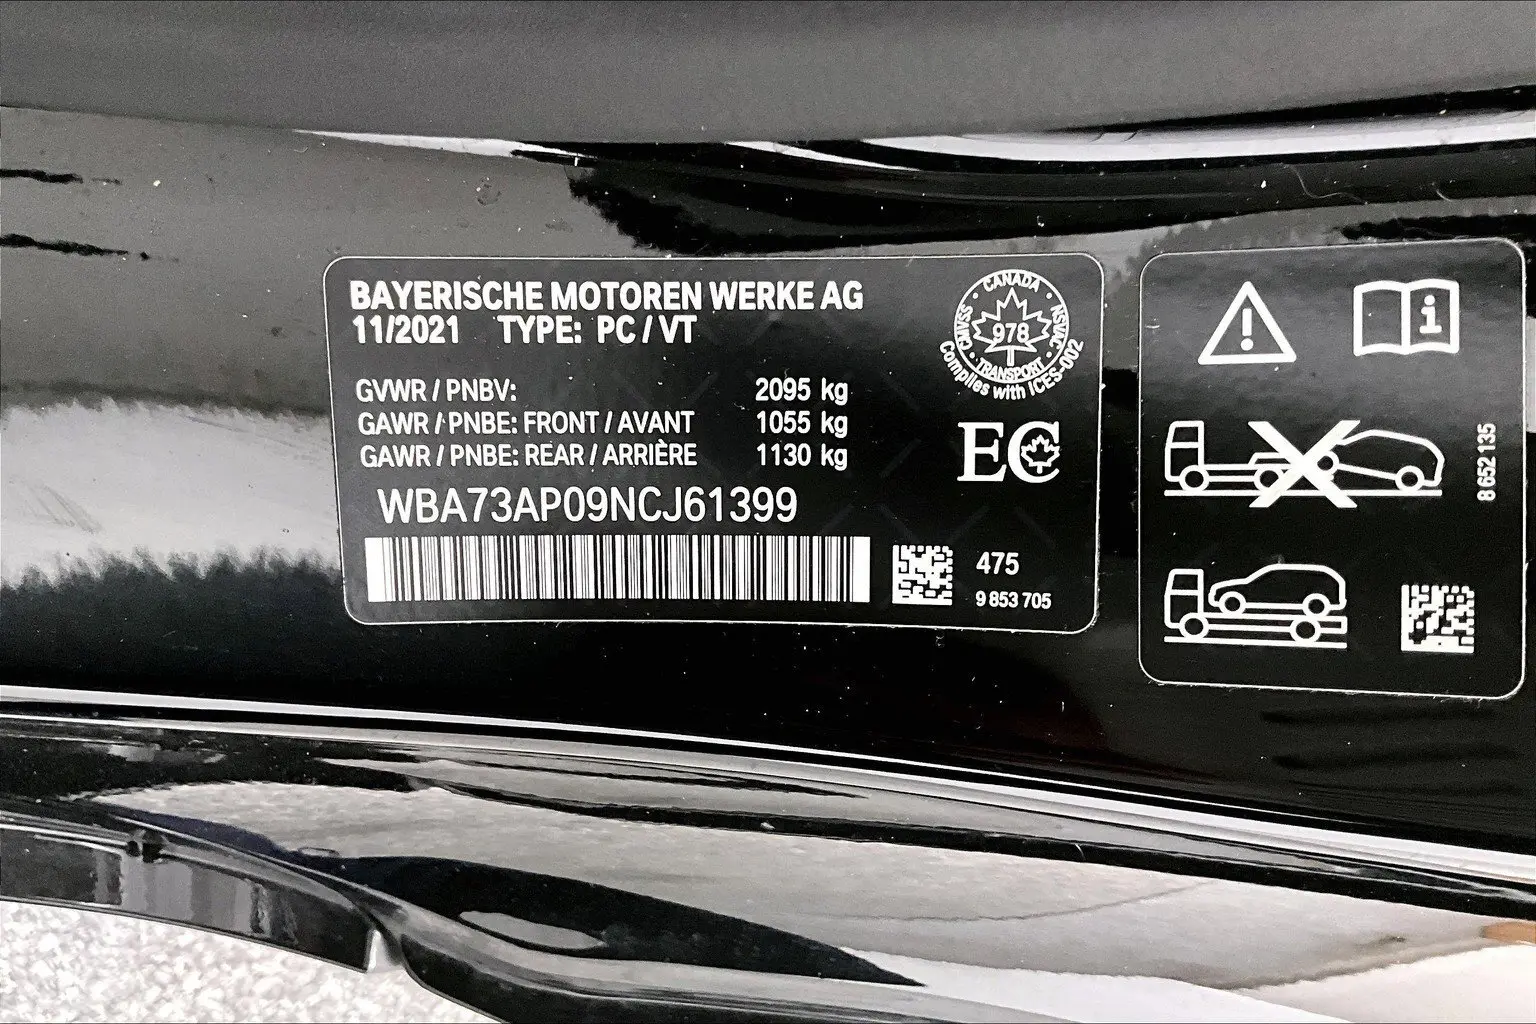 BAYERISCHE MOTOREN WERKE AG
11/2021 TYPE: PC / VT
GVWR / PNBV: 2095 kg
GAWR / PNBE: FRONT / AVANT 1055 kg
GAWR / PNBE: REAR / ARRIÈRE 1130 kg
WBA73AP09NCJ61399
475
9 853 705
CANADA
CMVSS
978
NSVAC
TRANSPORT
Complies with ICES-002
EC
i
8 652 135